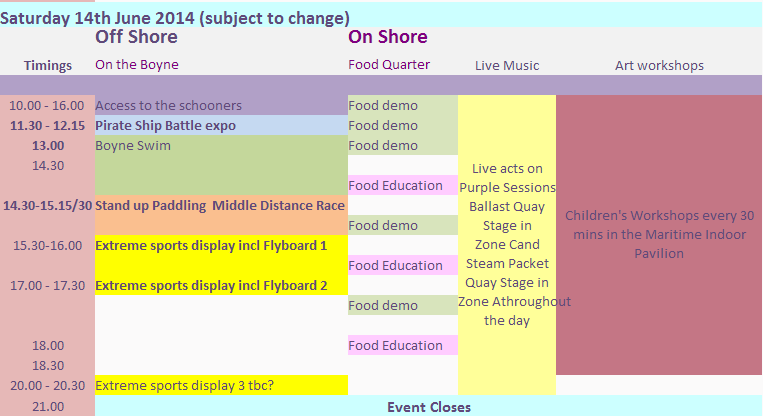 Saturday 14th June 2014 (subject to change)
Off Shore On Shore
Timings On the Boyne Food Quarter Live Music Art workshops
10.00 - 16.00 Access to the schooners Food demo
11.30 - 12.15 Pirate Ship Battle expo Food demo
13.00 Boyne Swim Food demo
14.30
Food Education
14.30-15.15/30 Stand up Paddling Middle Distance Race
Food demo
15.30-16.00 Extreme sports display incl Flyboard 1
Food Education
17.00 - 17.30 Extreme sports display incl Flyboard 2
Food demo
18.00 Food Education
18.30
Live acts on
Purple Sessions
Ballast Quay
Stage in
Zone Cand
Steam Packet
Quay Stage in
Zone Athroughout
the day
Children's Workshops every 30
mins in the Maritime Indoor
Pavilion
20.00 - 20.30 Extreme sports display 3 tbc?
21.00 Event Closes